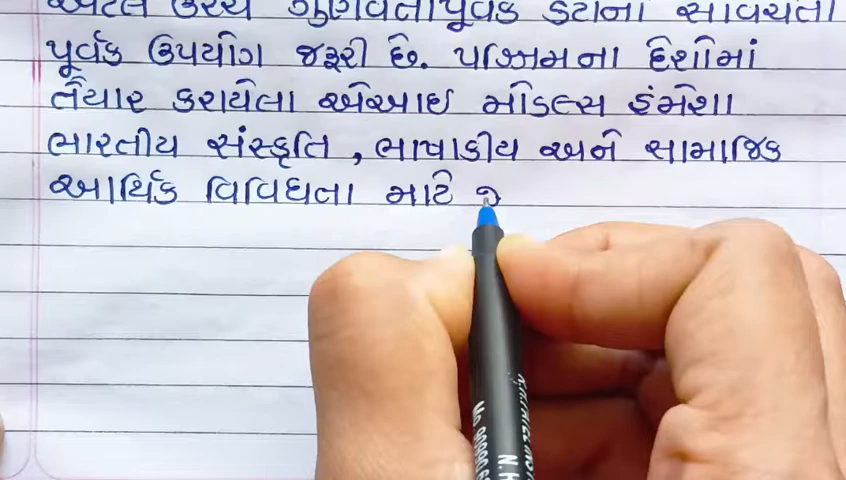 એટલે ઉચ્ચ ગુણવત્તાપૂર્વક ડેટાનો સાવચેતી
પૂર્વક ઉપયોગ જરૂરી છે. પશ્ચિમના દેશોમાં
તૈયાર કરાયેલા એઆઈ મોડલ્સ હંમેશા
ભારતીય સંસ્કૃતિ , ભાષાકીય અને સામાજિક
આર્થિક વિવિધતા માટે